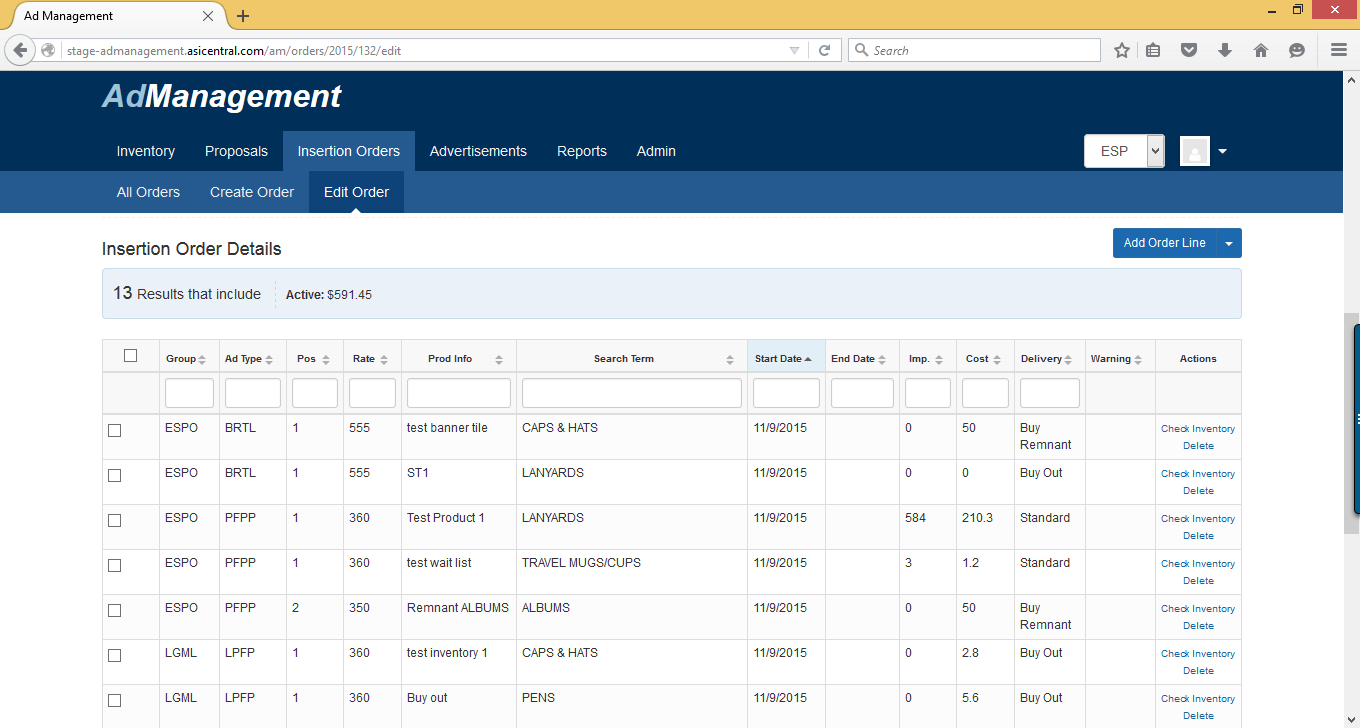 Ad Management
stage-admanagement.asicentral.com/am/orders/2015/132/edit
Search
AdManagement
Inventory Proposals Insertion Orders Advertisements Reports Admin ESP
All Orders Create Order Edit Order
Insertion Order Details Add Order Line
13 Results that include Active: $591.45
Group Ad Type Pos Rate Prod Info Search Term Start Date End Date Imp. Cost Delivery Warning Actions
ESPO BRTL 1 555 test banner tile CAPS & HATS 11/9/2015 0 50 Buy Check Inventory
Remnant Delete
ESPO BRTL 1 555 ST1 LANYARDS 11/9/2015 0 0 Buy Out Check Inventory
Delete
ESPO PFPP 1 360 Test Product 1 LANYARDS 11/9/2015 584 210.3 Standard Check Inventory
Delete
ESPO PFPP 1 360 test wait list TRAVEL MUGS/CUPS 11/9/2015 3 1.2 Standard Check Inventory
Delete
ESPO PFPP 2 350 Remnant ALBUMS ALBUMS 11/9/2015 0 50 Buy Check Inventory
Remnant Delete
LGML LPFP 1 360 test inventory 1 CAPS & HATS 11/9/2015 0 2.8 Buy Out Check Inventory
Delete
LGML LPFP 1 360 Buy out PENS 11/9/2015 0 5.6 Buy Out Check Inventory
Delete